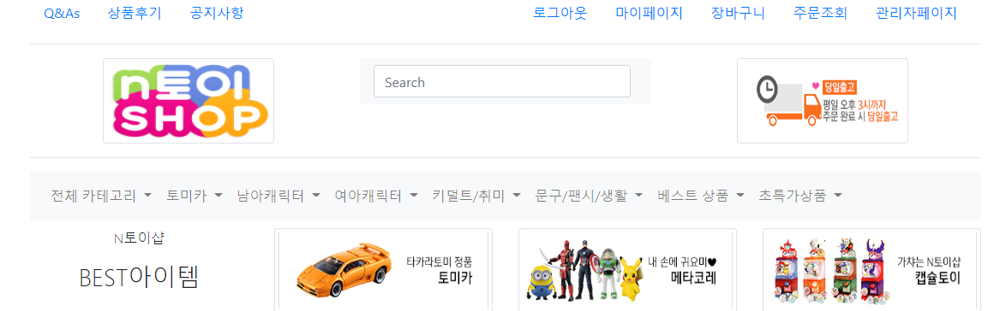 Q&As 상품후기 공지사항 로그아웃 마이페이지 장바구니 주문조회 관리자페이지
n토이
SHOP
Search
당일출고
평일 오후 3시까지
주문 완료 시 당일출고
전체 카테고리 토미카 남아캐릭터 여아캐릭터 키덜트/취미 문구/팬시/생활 베스트 상품 초특가상품
N토이샵
BEST아이템
타카라토미 정품
토미카
내 손에 귀요미♥
메타코레
가챠는 N토이샵
캡슐토이